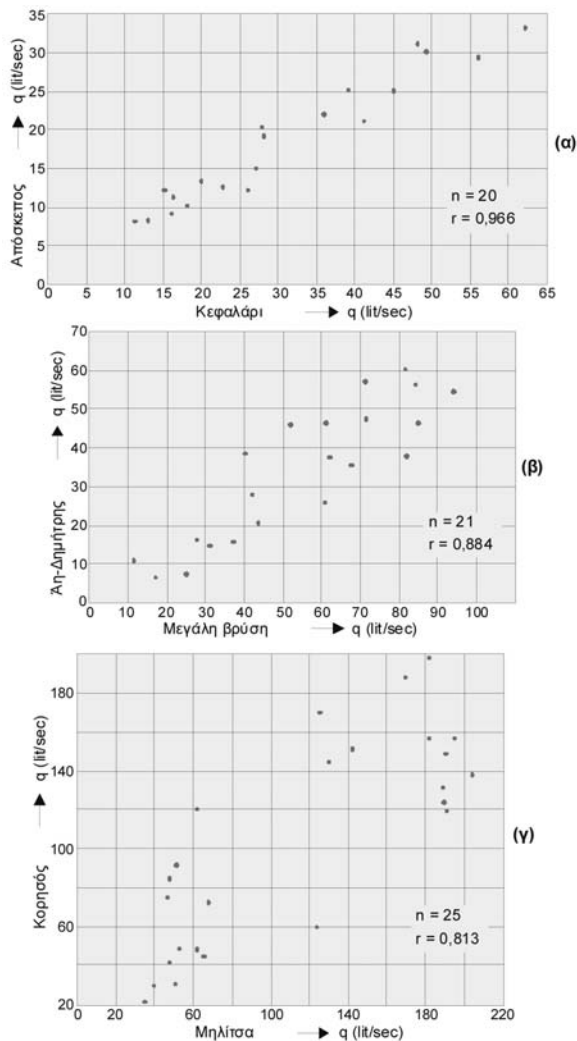 35
30
25
20
15
10
5
0
Απόσκεπτος q (lit/sec)
n = 20
r = 0,966
(α)
0 5 10 15 20 25 30 35 40 45 50 55 60 65
Κεφαλάρι q (lit/sec)
70
60
50
40
30
20
10
0
Άη-Δημήτρης q (lit/sec)
n = 21
r = 0,884
(β)
0 10 20 30 40 50 60 70 80 90 100
Μεγάλη βρύση q (lit/sec)
180
140
100
60
20
Κορησός q (lit/sec)
n = 25
r = 0,813
(γ)
0 20 60 100 140 180 220
Μηλίτσα q (lit/sec)